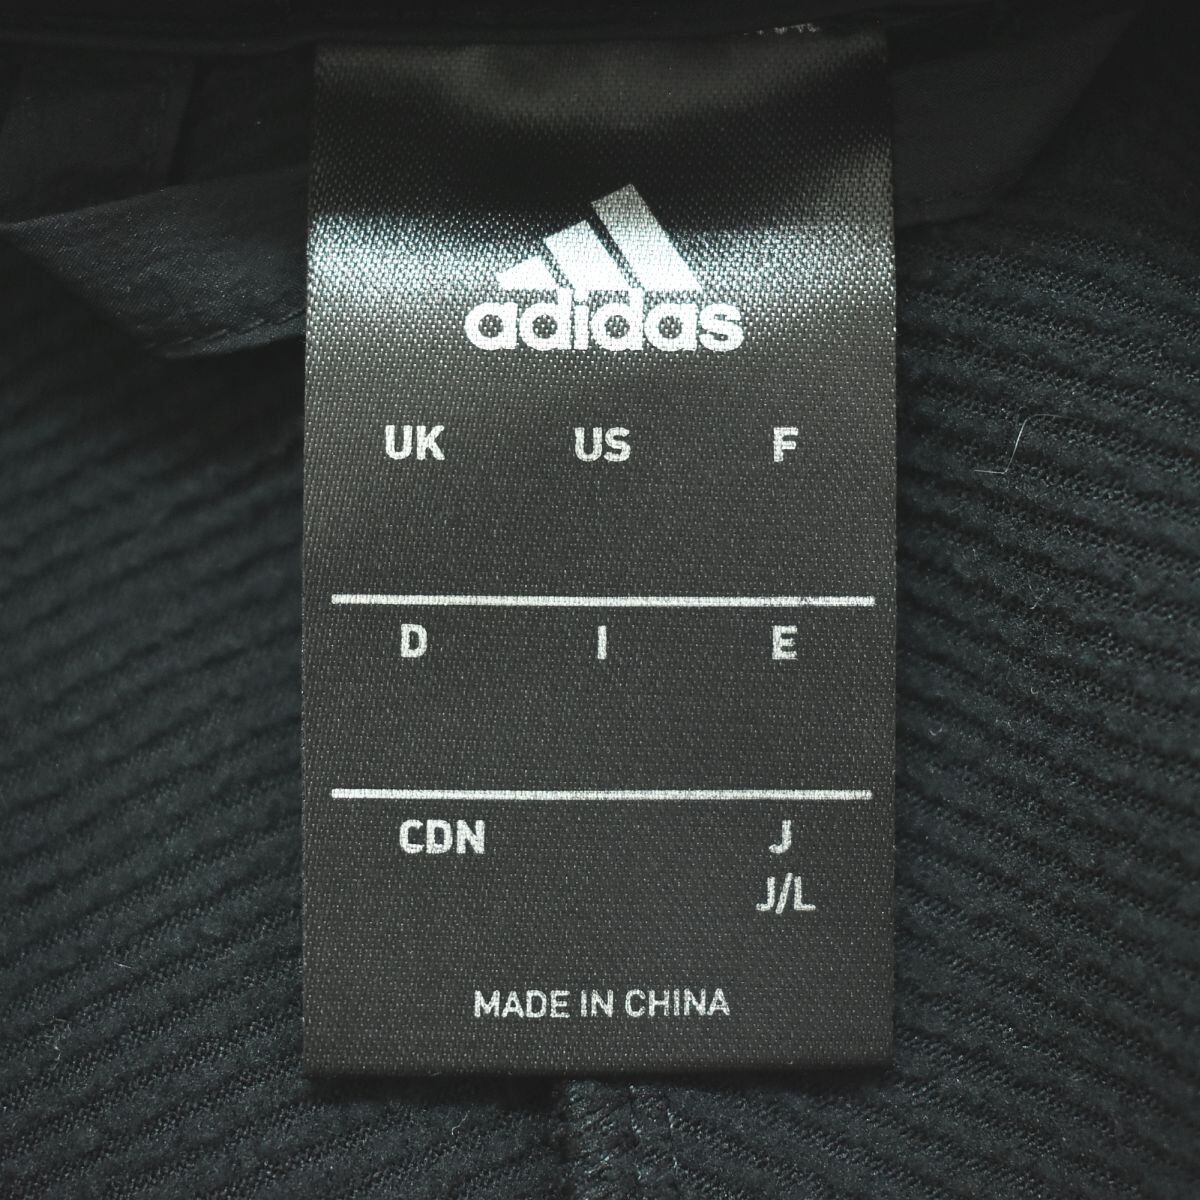 adidas
UK US F
D I E
CDN J
J/L
MADE IN CHINA